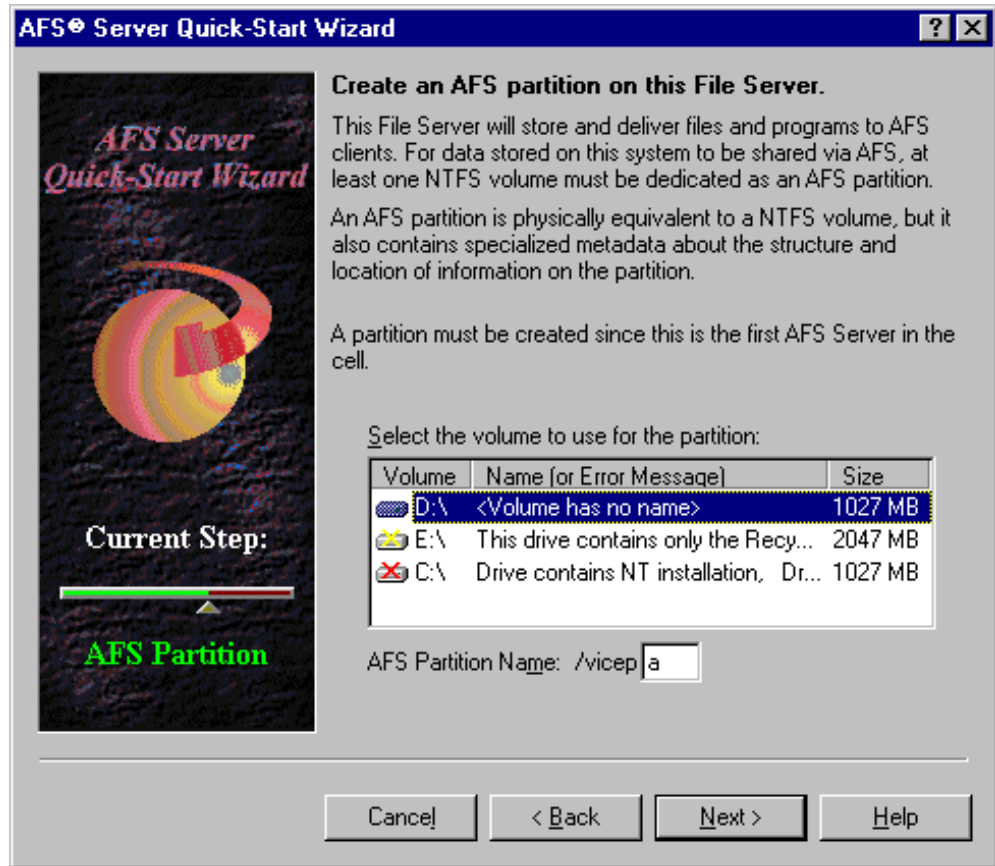 AFS® Server Quick-Start Wizard
AFS Server
Quick-Start Wizard
Current Step:
AFS Partition
Create an AFS partition on this File Server.
This File Server will store and deliver files and programs to AFS
clients. For data stored on this system to be shared via AFS, at
least one NTFS volume must be dedicated as an AFS partition.
An AFS partition is physically equivalent to a NTFS volume, but it
also contains specialized metadata about the structure and
location of information on the partition.
A partition must be created since this is the first AFS Server in the
cell.
Select the volume to use for the partition:
Volume Name (or Error Message) Size
D:\ <Volume has no name> 1027 MB
E:\ This drive contains only the Recy... 2047 MB
C:\ Drive contains NT installation, Dr... 1027 MB
AFS Partition Name: /vicep a
Cancel < Back Next > Help